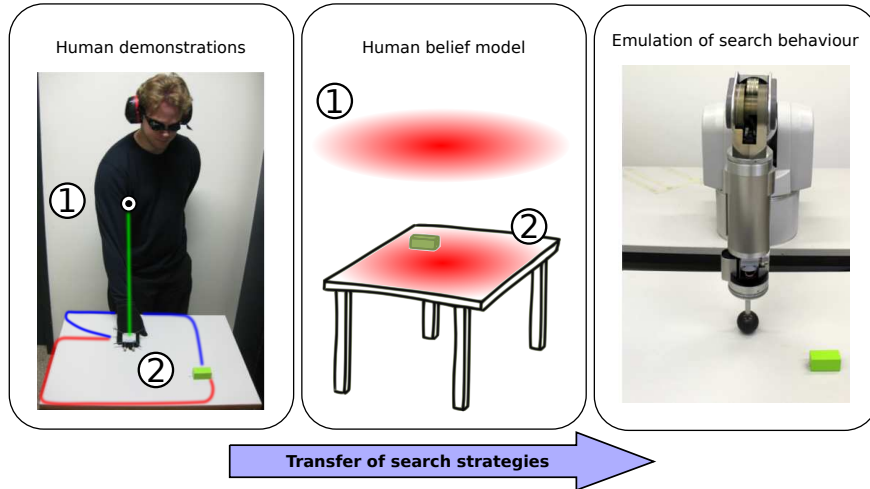 Human demonstrations
Human belief model
Emulation of search behaviour
①
②
①
②
Transfer of search strategies